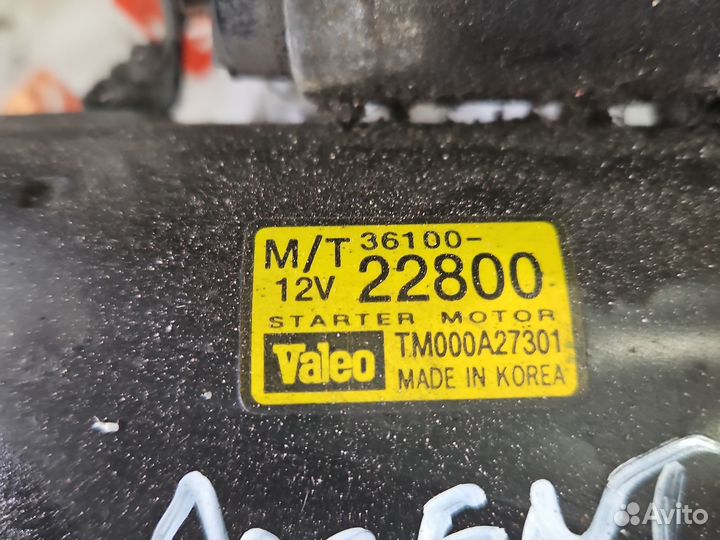 M/T 36100-
12V 22800
STARTER MOTOR
Valeo TM000A27301
MADE IN KOREA
Avito